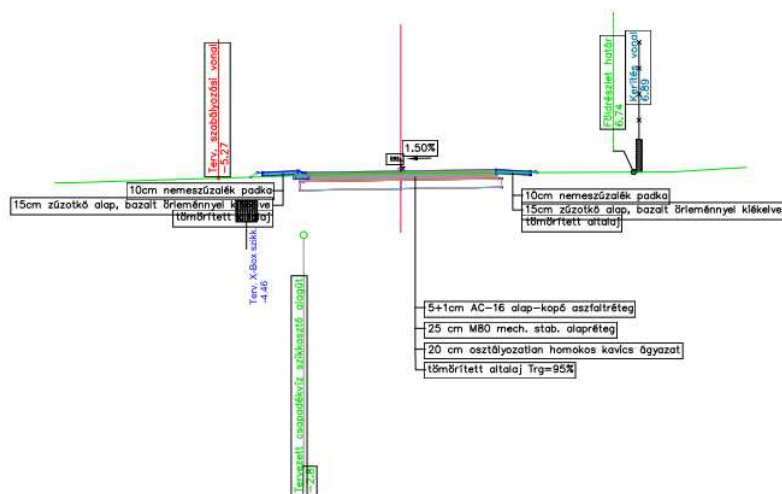 Terv. szabályozási vonal
-5.27
1.50%
Földrészlet határ
6.74
Kerítés vonal
6.89
10cm nemeszúzalék padka
15cm zúzotkő alap, bazalt őrleménnyel kiékelve
tömörített altalaj
10cm nemeszúzalék padka
15cm zúzotkő alap, bazalt őrleménnyel kiékelve
tömörített altalaj
Terv. X-Box szikk.
-4.46
Tervezett csapadékvíz szikkasztó alagút
5+1cm AC-16 alap-kopó aszfaltréteg
25 cm M80 mech. stab. alapréteg
20 cm osztályozatlan homokos kavics ágyazat
tömörített altalaj Trg=95%